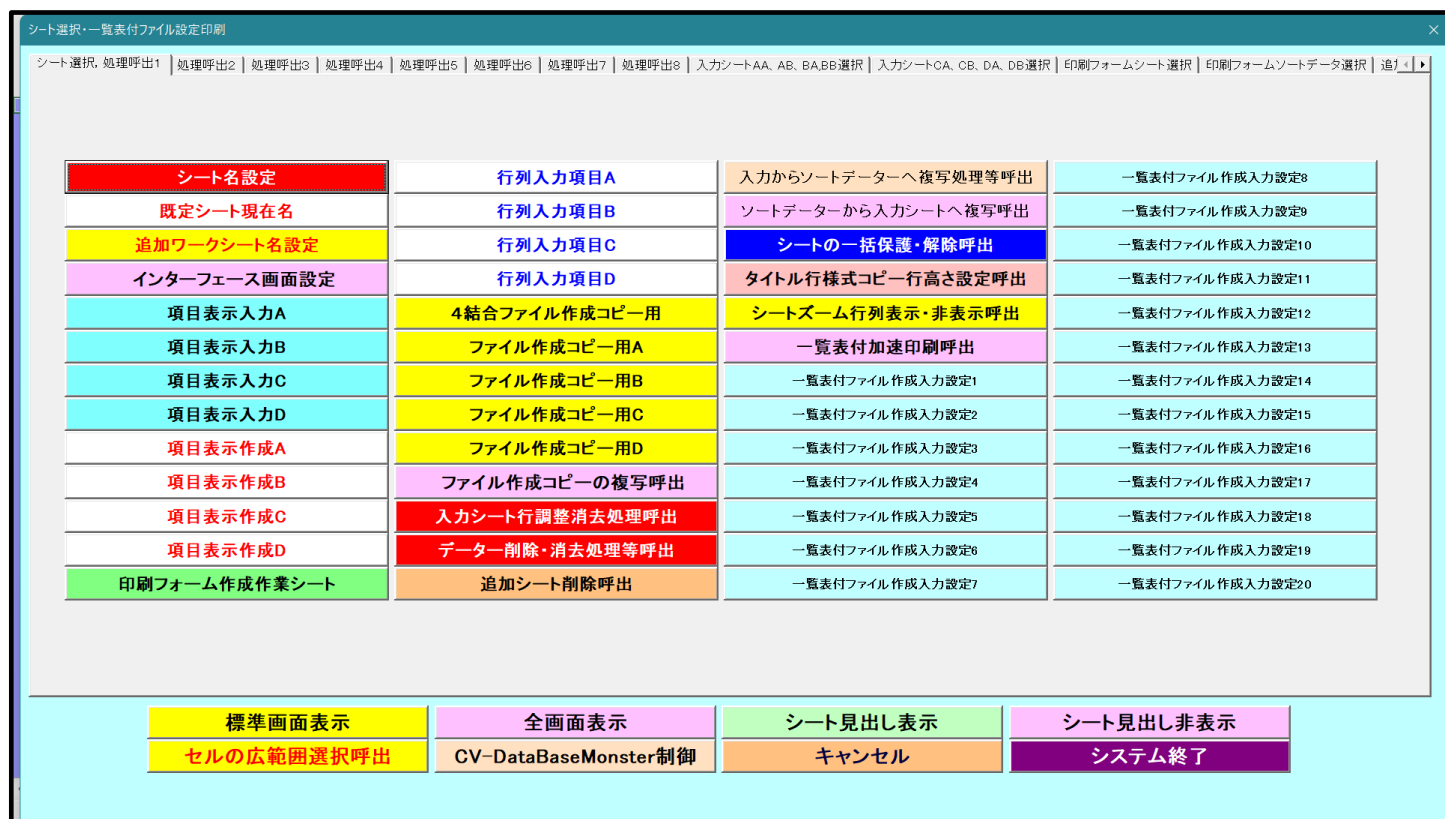 シート選択・一覧表付ファイル設定印刷
シート選択, 処理呼出1
処理呼出2
処理呼出3
処理呼出4
処理呼出5
処理呼出6
処理呼出7
処理呼出8
入力シートAA、AB、BA,BB選択
入力シートCA、CB、DA、DB選択
印刷フォームシート選択
印刷フォームソートデータ選択
シート名設定
既定シート現在名
追加ワークシート名設定
インターフェース画面設定
項目表示入力A
項目表示入力B
項目表示入力C
項目表示入力D
項目表示作成A
項目表示作成B
項目表示作成C
項目表示作成D
印刷フォーム作成作業シート
行列入力項目A
行列入力項目B
行列入力項目C
行列入力項目D
4結合ファイル作成コピー用
ファイル作成コピー用A
ファイル作成コピー用B
ファイル作成コピー用C
ファイル作成コピー用D
ファイル作成コピーの複写呼出
入力シート行調整消去処理呼出
データー削除・消去処理等呼出
追加シート削除呼出
入力からソートデーターへ複写処理等呼出
ソートデーターから入力シートへ複写呼出
シートの一括保護・解除呼出
タイトル行様式コピー行高さ設定呼出
シートズーム行列表示・非表示呼出
一覧表付加速印刷呼出
一覧表付ファイル作成入力設定1
一覧表付ファイル作成入力設定2
一覧表付ファイル作成入力設定3
一覧表付ファイル作成入力設定4
一覧表付ファイル作成入力設定5
一覧表付ファイル作成入力設定6
一覧表付ファイル作成入力設定7
一覧表付ファイル作成入力設定8
一覧表付ファイル作成入力設定9
一覧表付ファイル作成入力設定10
一覧表付ファイル作成入力設定11
一覧表付ファイル作成入力設定12
一覧表付ファイル作成入力設定13
一覧表付ファイル作成入力設定14
一覧表付ファイル作成入力設定15
一覧表付ファイル作成入力設定16
一覧表付ファイル作成入力設定17
一覧表付ファイル作成入力設定18
一覧表付ファイル作成入力設定19
一覧表付ファイル作成入力設定20
標準画面表示
全画面表示
シート見出し表示
シート見出し非表示
セルの広範囲選択呼出
CV-DataBaseMonster制御
キャンセル
システム終了